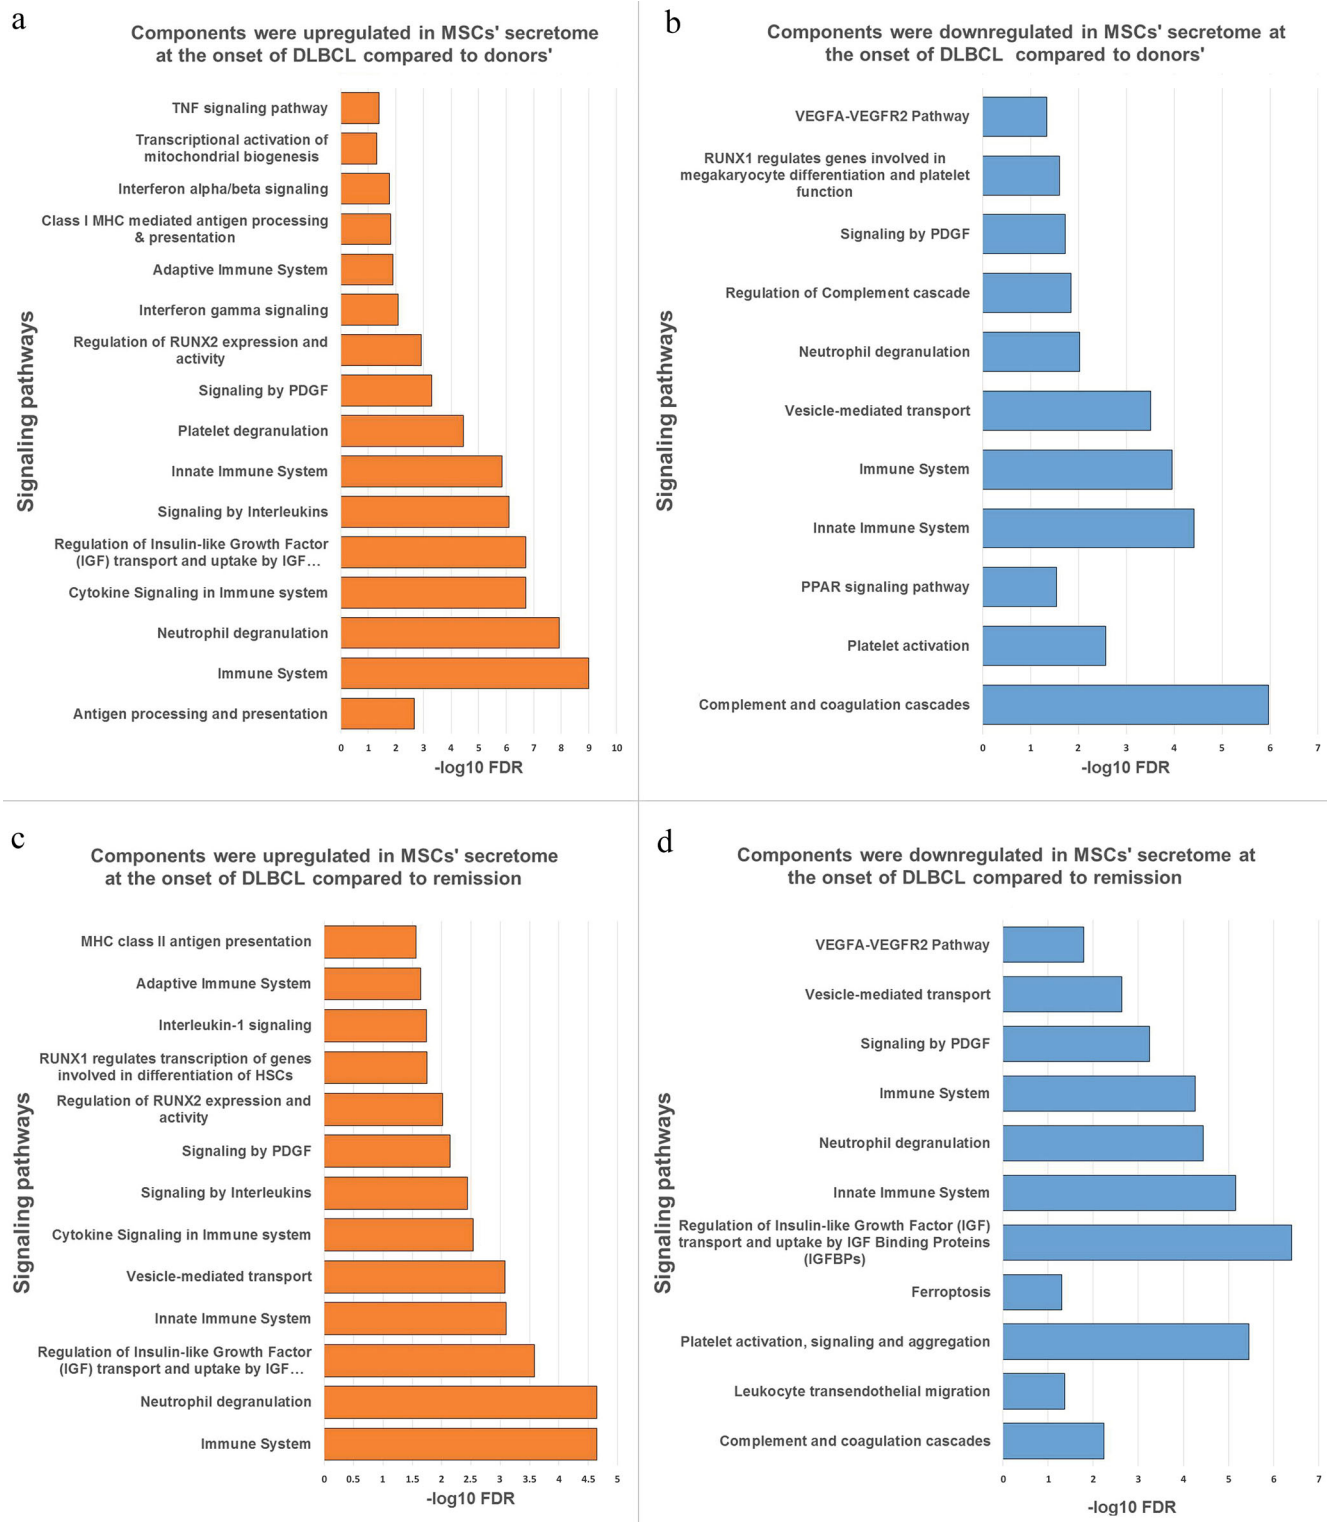 a
Components were upregulated in MSCs' secretome
at the onset of DLBCL compared to donors'
Signaling pathways
TNF signaling pathway
Transcriptional activation of
mitochondrial biogenesis
Interferon alpha/beta signaling
Class I MHC mediated antigen processing
& presentation
Adaptive Immune System
Interferon gamma signaling
Regulation of RUNX2 expression and
activity
Signaling by PDGF
Platelet degranulation
Innate Immune System
Signaling by Interleukins
Regulation of Insulin-like Growth Factor
(IGF) transport and uptake by IGF…
Cytokine Signaling in Immune system
Neutrophil degranulation
Immune System
Antigen processing and presentation
0 1 2 3 4 5 6 7 8 9 10
-log10 FDR
b
Components were downregulated in MSCs' secretome at
the onset of DLBCL compared to donors'
Signaling pathways
VEGFA-VEGFR2 Pathway
RUNX1 regulates genes involved in
megakaryocyte differentiation and platelet
function
Signaling by PDGF
Regulation of Complement cascade
Neutrophil degranulation
Vesicle-mediated transport
Immune System
Innate Immune System
PPAR signaling pathway
Platelet activation
Complement and coagulation cascades
0 1 2 3 4 5 6 7
-log10 FDR
c
Components were upregulated in MSCs' secretome
at the onset of DLBCL compared to remission
Signaling pathways
MHC class II antigen presentation
Adaptive Immune System
Interleukin-1 signaling
RUNX1 regulates transcription of genes
involved in differentiation of HSCs
Regulation of RUNX2 expression and
activity
Signaling by PDGF
Signaling by Interleukins
Cytokine Signaling in Immune system
Vesicle-mediated transport
Innate Immune System
Regulation of Insulin-like Growth Factor
(IGF) transport and uptake by IGF…
Neutrophil degranulation
Immune System
0 0.5 1 1.5 2 2.5 3 3.5 4 4.5 5
-log10 FDR
d
Components were downregulated in MSCs' secretome at
the onset of DLBCL compared to remission
Signaling pathways
VEGFA-VEGFR2 Pathway
Vesicle-mediated transport
Signaling by PDGF
Immune System
Neutrophil degranulation
Innate Immune System
Regulation of Insulin-like Growth Factor (IGF)
transport and uptake by IGF Binding Proteins
(IGFBPs)
Ferroptosis
Platelet activation, signaling and aggregation
Leukocyte transendothelial migration
Complement and coagulation cascades
0 1 2 3 4 5 6 7
-log10 FDR